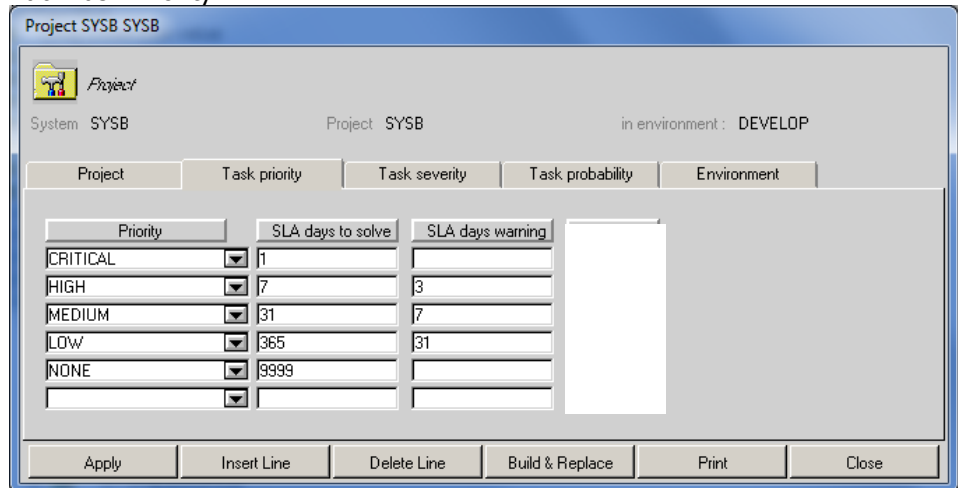 Project SYSB SYSB
Project
System SYSB Project SYSB in environment : DEVELOP
Project Task priority Task severity Task probability Environment
Priority SLA days to solve SLA days warning
CRITICAL 1
HIGH 7 3
MEDIUM 31 7
LOW 365 31
NONE 9999
Apply Insert Line Delete Line Build & Replace Print Close